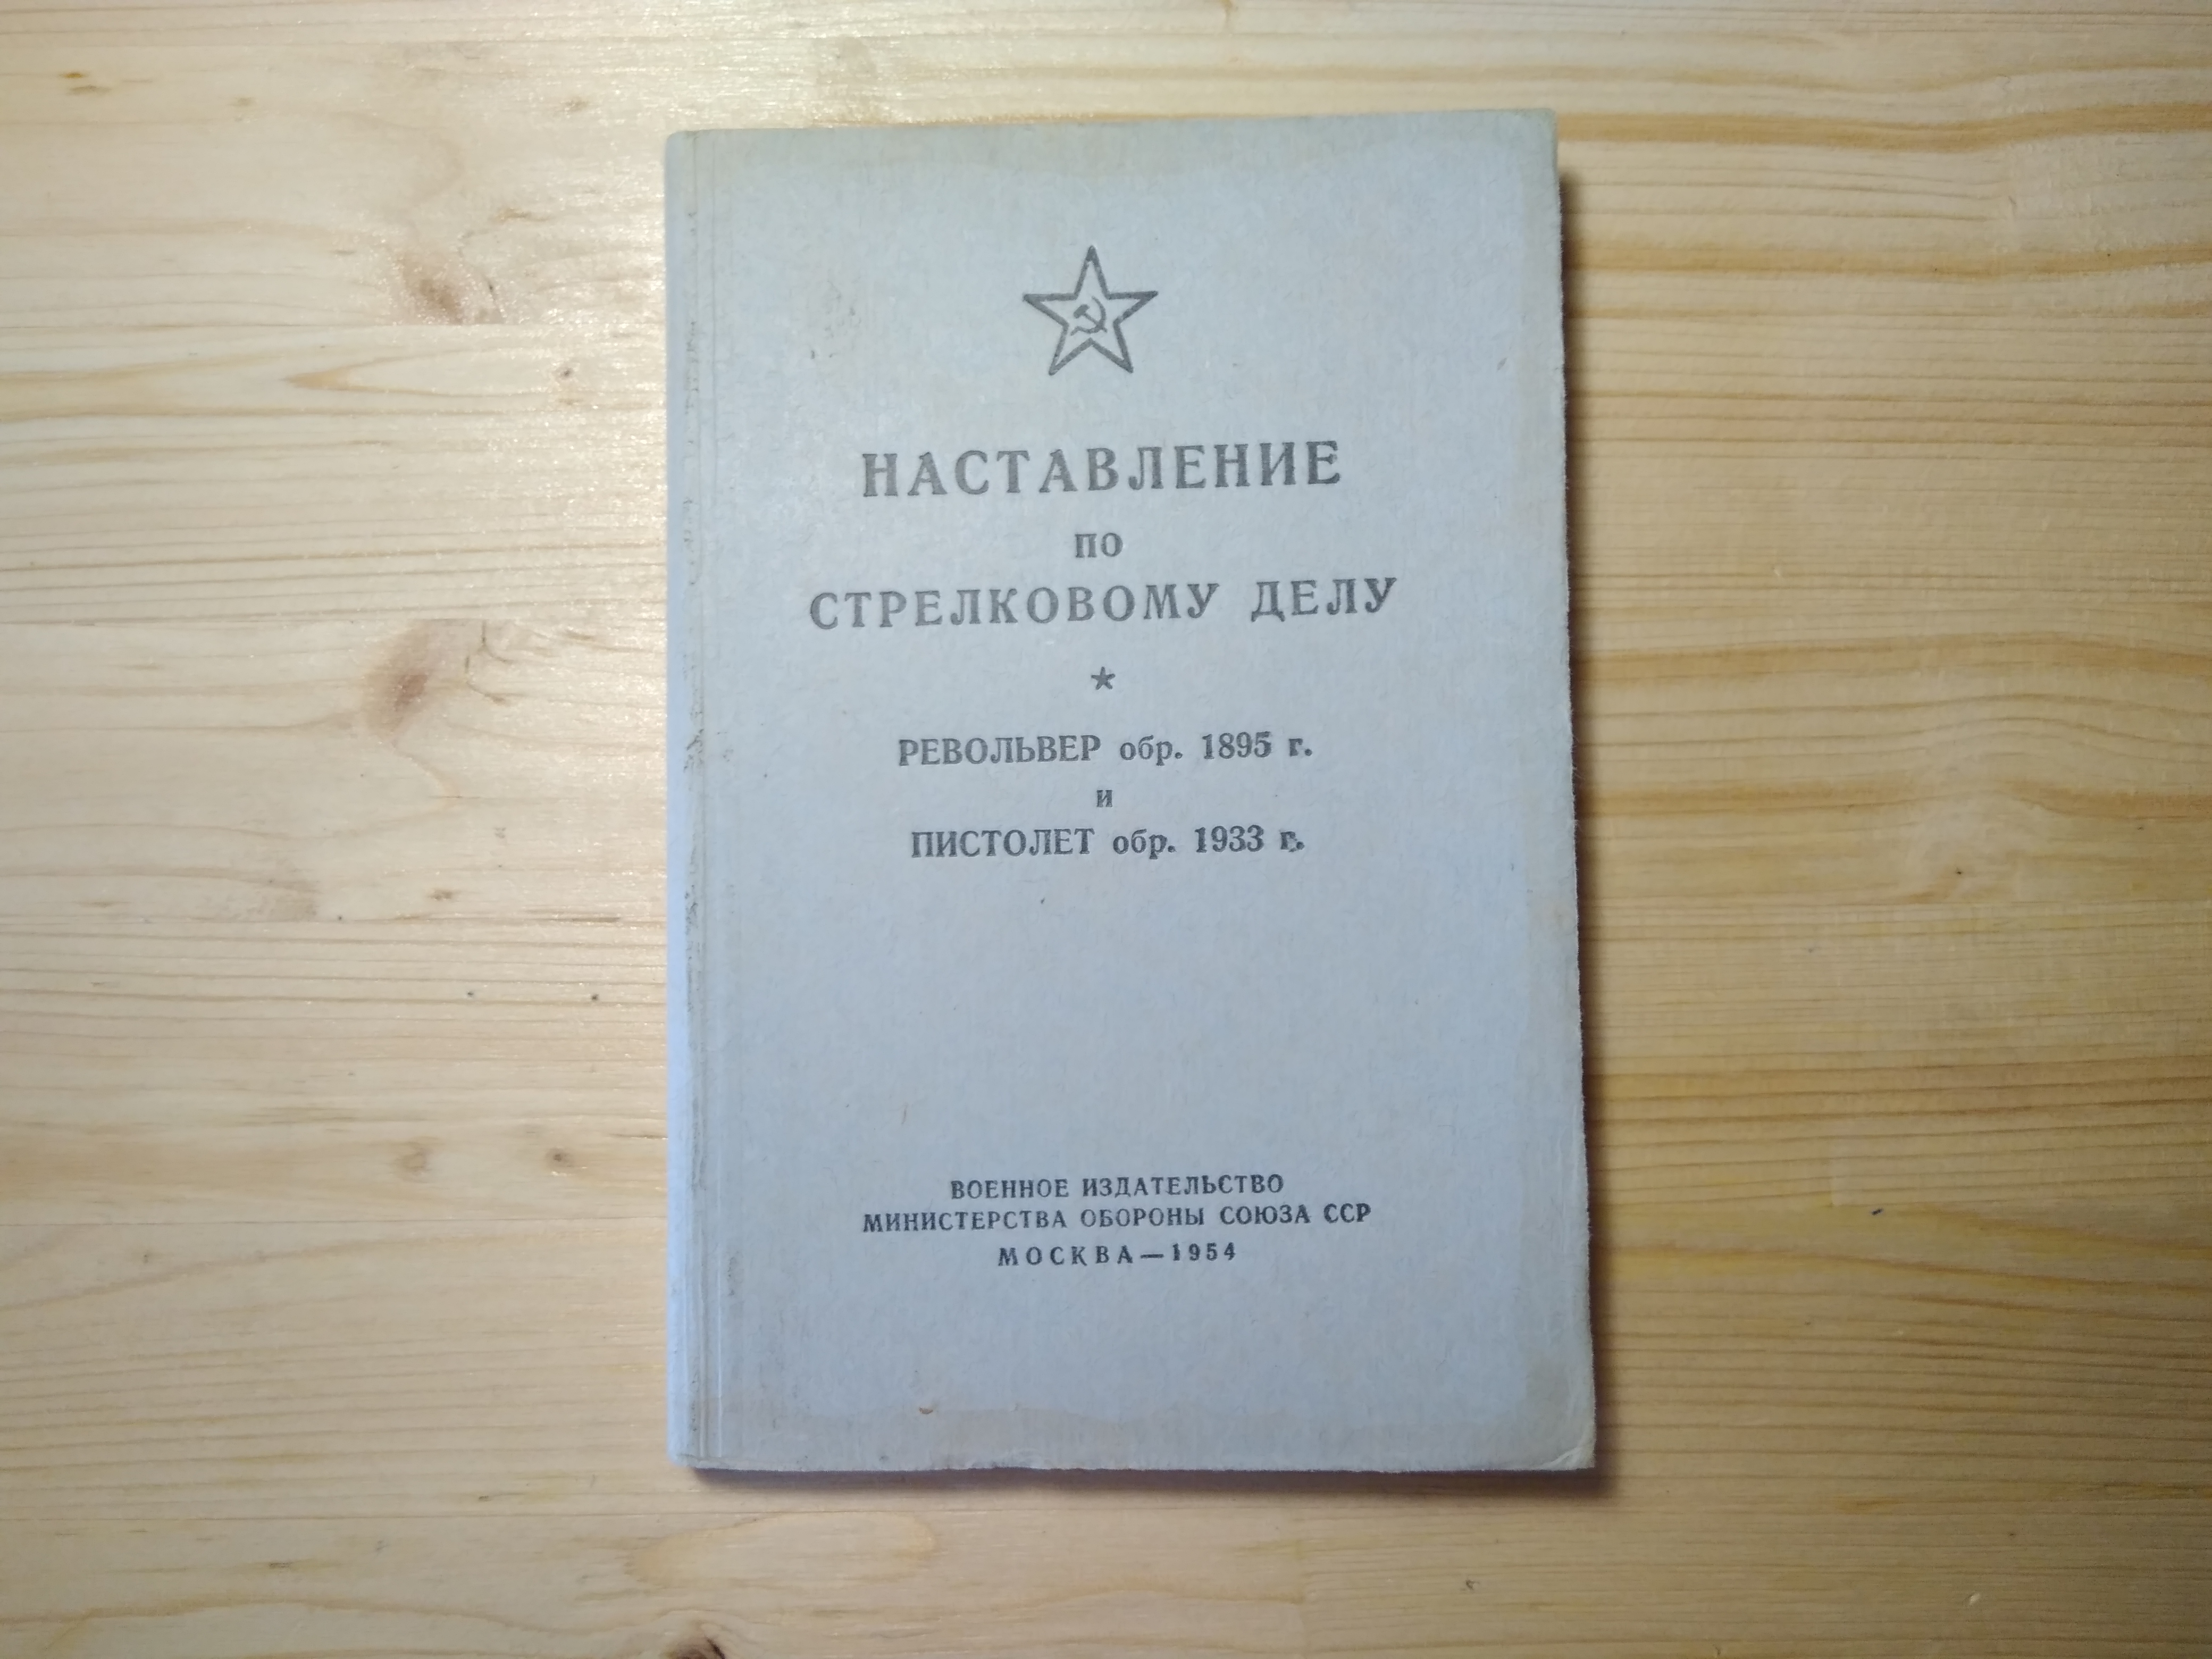 НАСТАВЛЕНИЕ
ПО
СТРЕЛКОВОМУ ДЕЛУ
★
РЕВОЛЬВЕР обр. 1895 г.
и
ПИСТОЛЕТ обр. 1933 г.
ВОЕННОЕ ИЗДАТЕЛЬСТВО
МИНИСТЕРСТВА ОБОРОНЫ СОЮЗА ССР
МОСКВА—1954